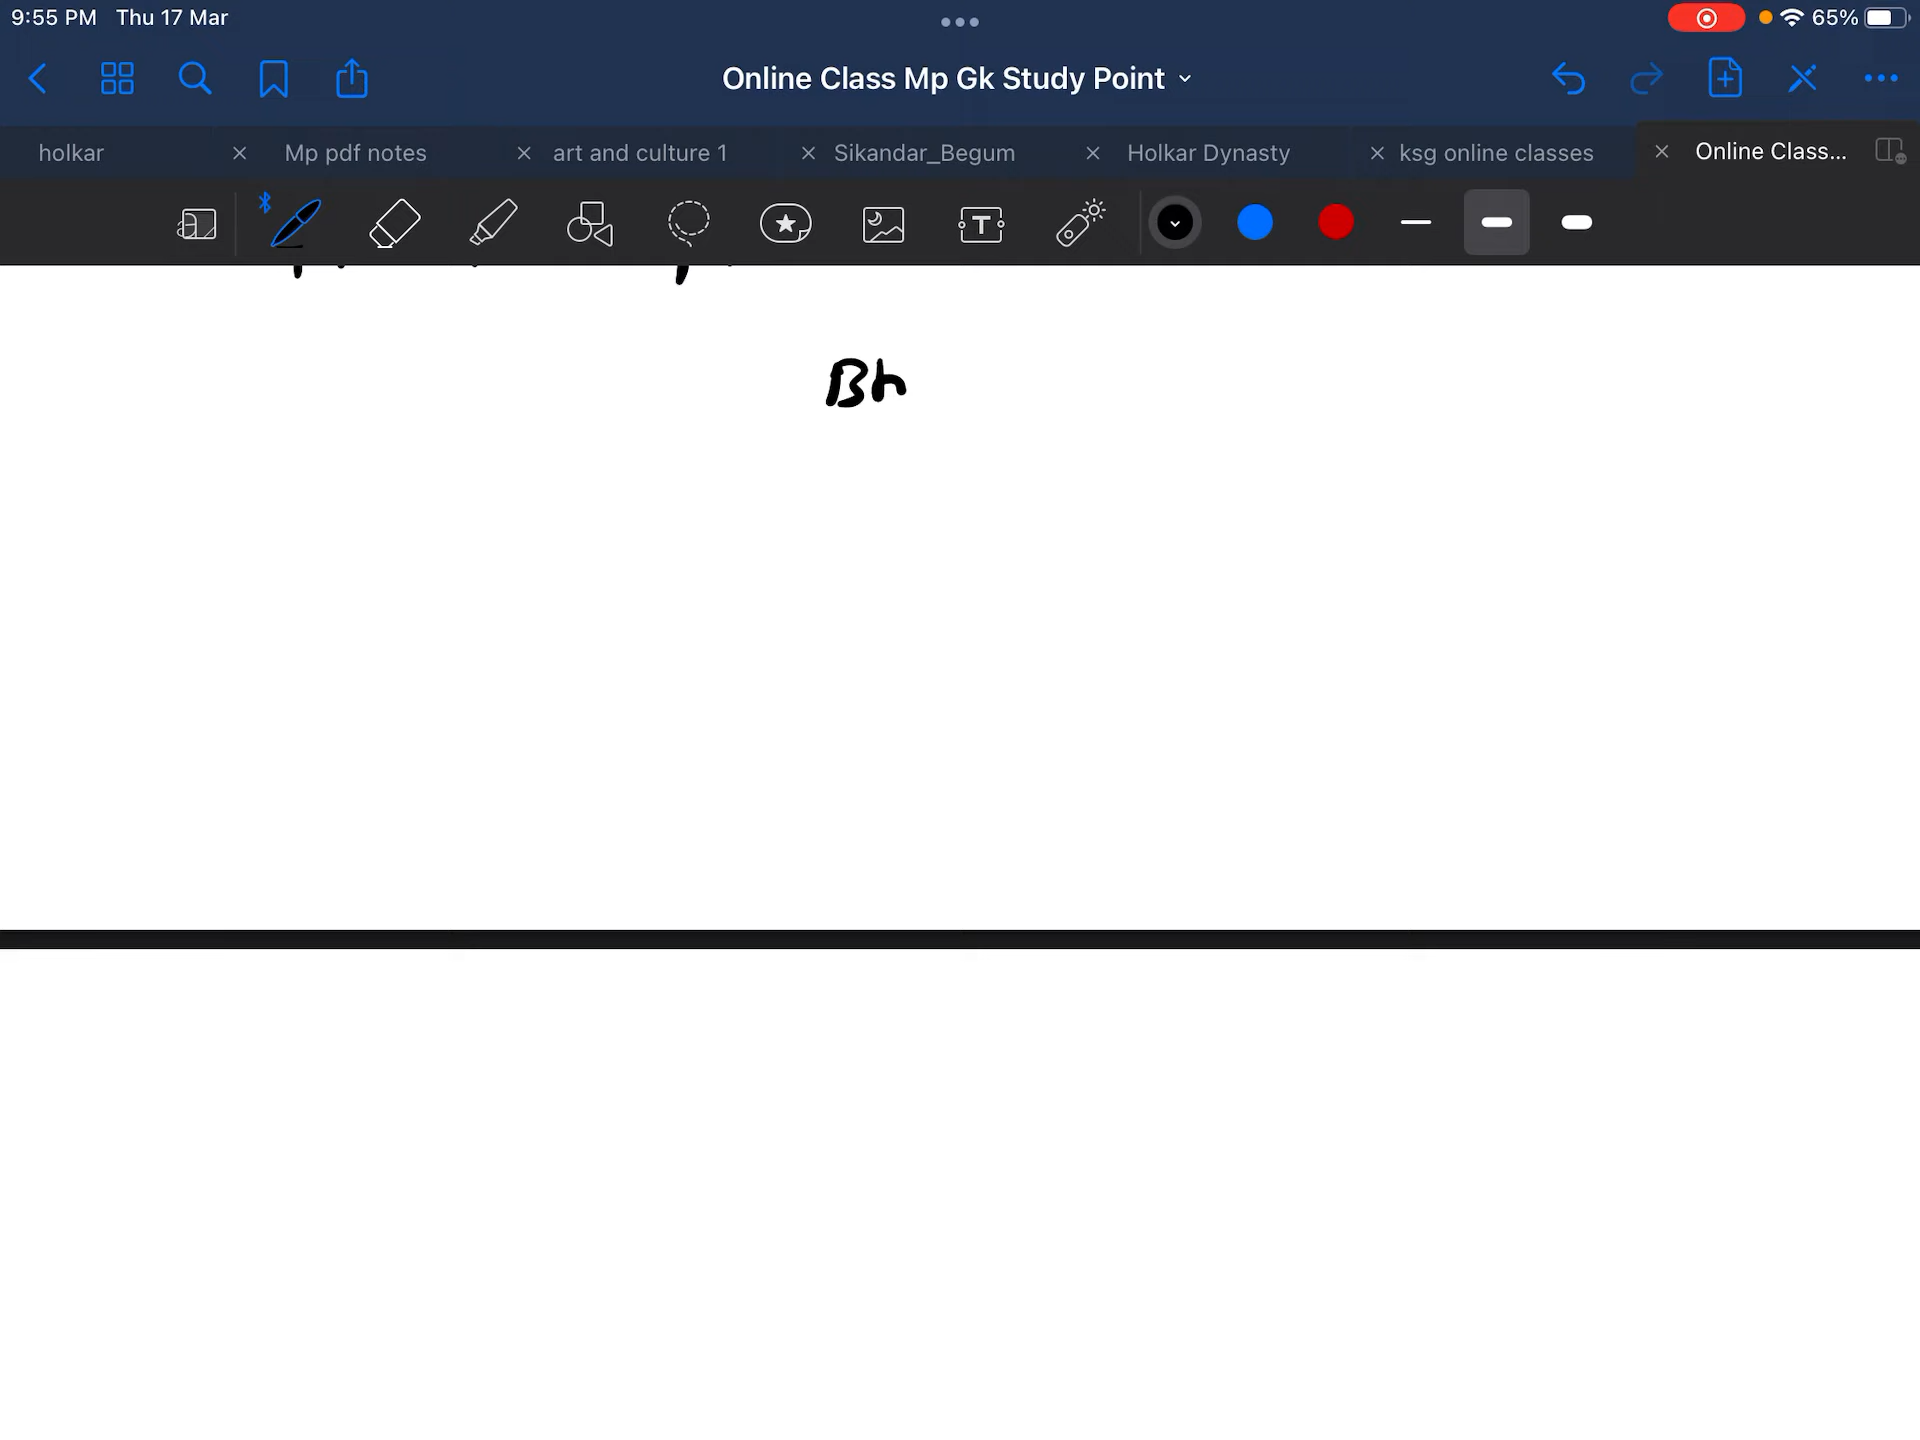 9:55 PM Thu 17 Mar 65%
Online Class Mp Gk Study Point
holkar Mp pdf notes art and culture 1 Sikandar_Begum Holkar Dynasty ksg online classes Online Class...
T
Bh